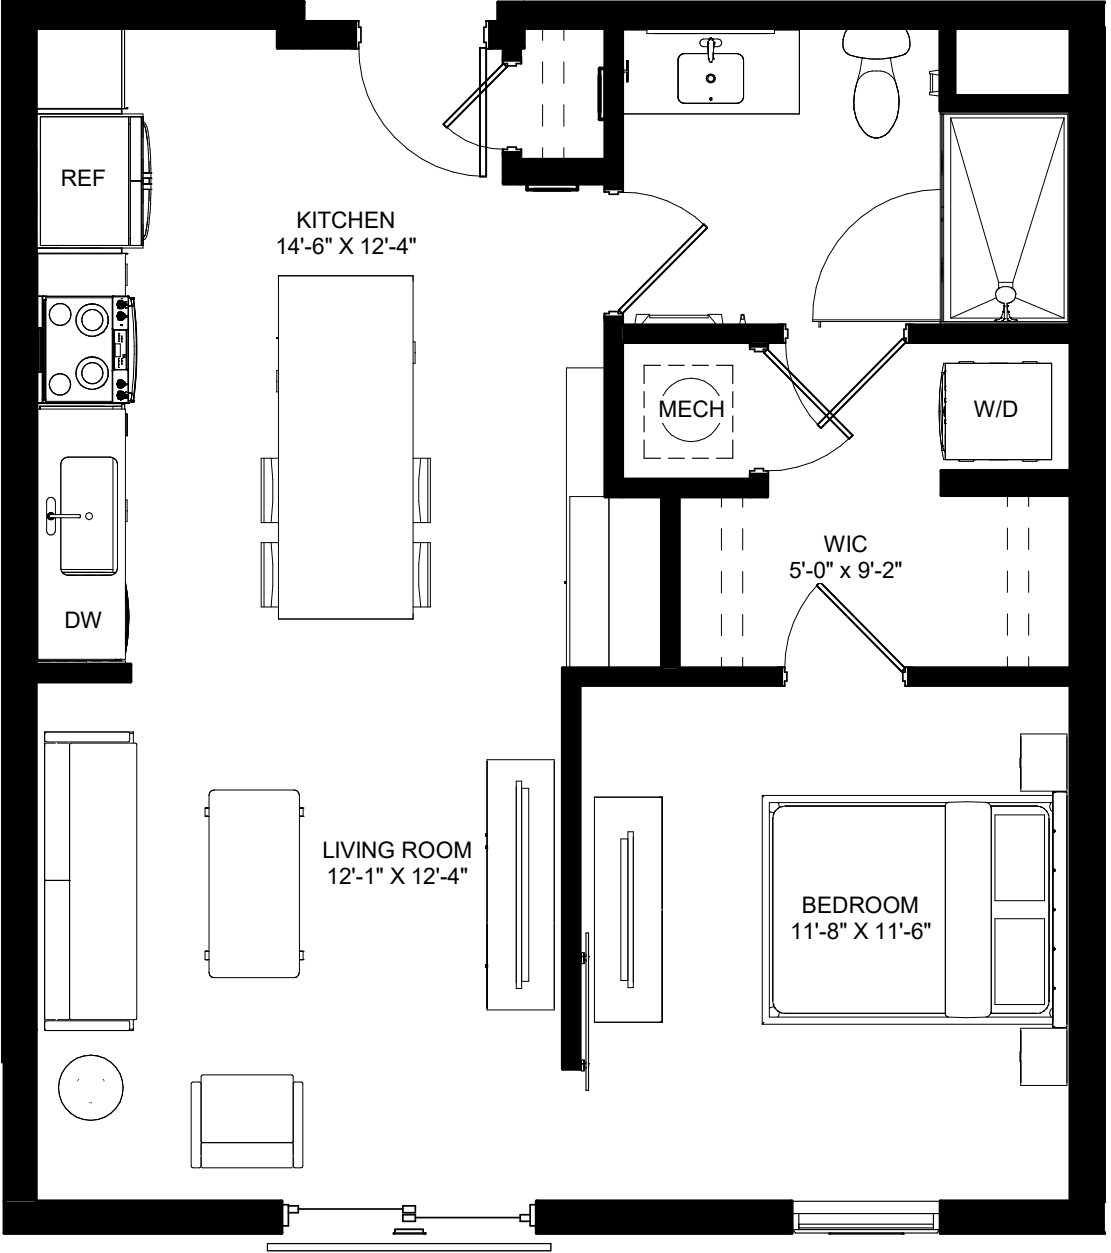 REF
KITCHEN
14'-6" X 12'-4"
MECH
W/D
WIC
5'-0" x 9'-2"
DW
LIVING ROOM
12'-1" X 12'-4"
BEDROOM
11'-8" X 11'-6"